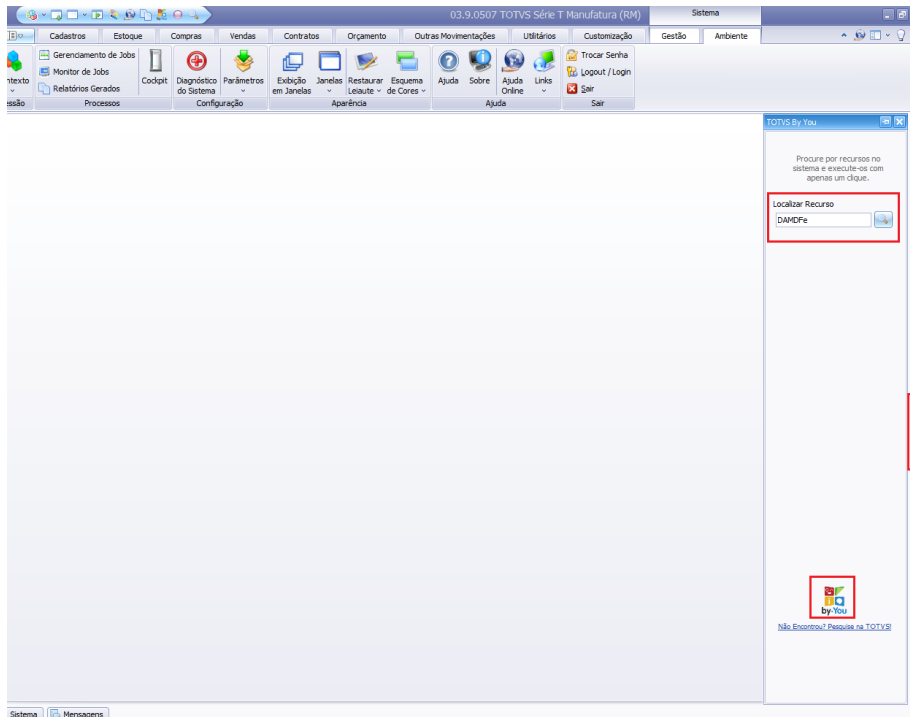 03.9.0507 TOTVS Série T Manufatura (RM)
Sistema
Cadastros Estoque Compras Vendas Contratos Orçamento Outras Movimentações Utilitários Customização Gestão Ambiente
Gerenciamento de Jobs
Monitor de Jobs
Relatórios Gerados
Cockpit
Diagnóstico do Sistema
Parâmetros
Exibição em Janelas
Janelas
Restaurar Leiaute
Esquema de Cores
Ajuda
Sobre
Ajuda Online
Links
Trocar Senha
Logout / Login
Sair
ntexto
essão Processos Configuração Aparência Ajuda Sair
TOTVS By You
Procure por recursos no
sistema e execute-os com
apenas um clique.
Localizar Recurso
DAMDFe
by-You
Não Encontrou? Pesquise na TOTVS!
Sistema Mensagens